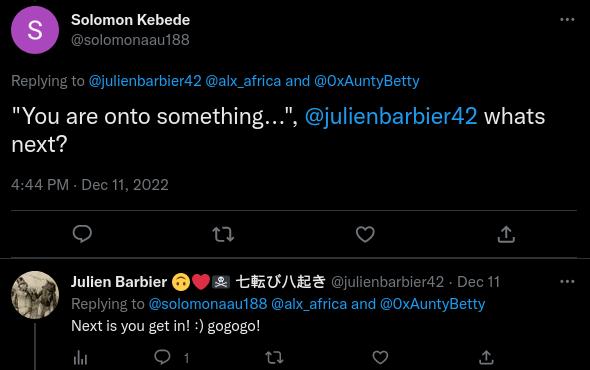 S
Solomon Kebede
@solomonaau188
Replying to @julienbarbier42 @alx_africa and @0xAuntyBetty
"You are onto something...", @julienbarbier42 whats
next?
4:44 PM · Dec 11, 2022
Julien Barbier 🙃❤️🏴‍☠️ 七転び八起き @julienbarbier42 · Dec 11
Replying to @solomonaau188 @alx_africa and @0xAuntyBetty
Next is you get in! :) gogogo!
1